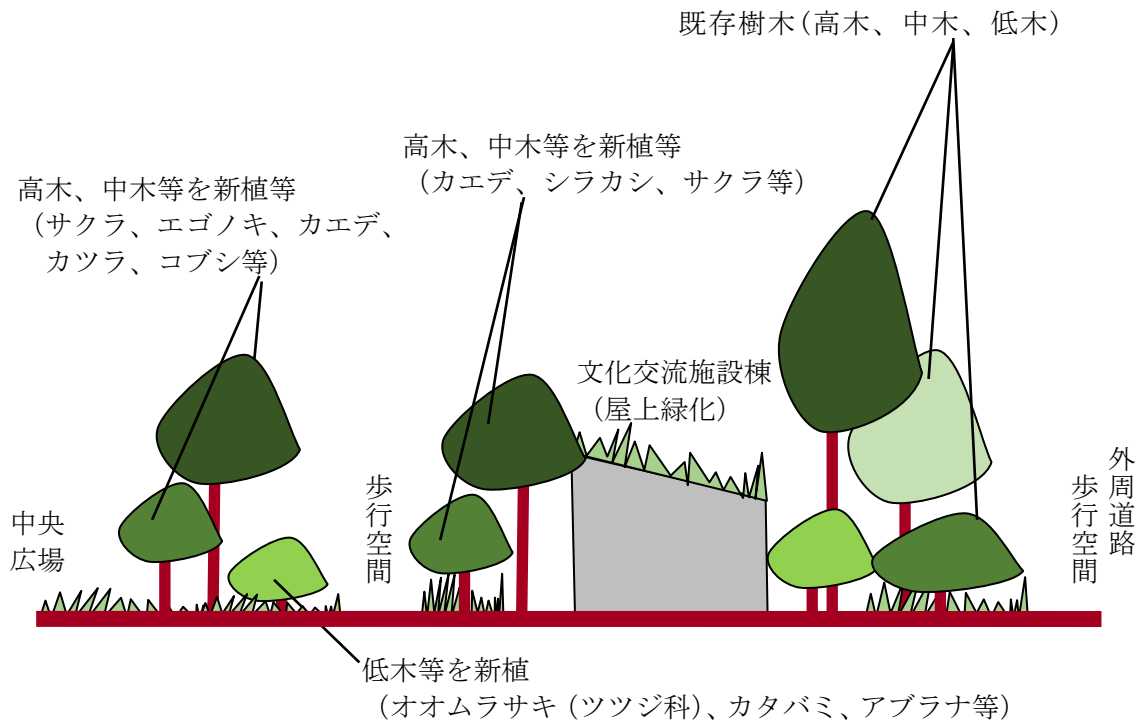 既存樹木（高木、中木、低木）
高木、中木等を新植等
（カエデ、シラカシ、サクラ等）
高木、中木等を新植等
（サクラ、エゴノキ、カエデ、
カツラ、コブシ等）
文化交流施設棟
（屋上緑化）
中央
広場
歩行空間
歩行空間
外周道路
低木等を新植
（オオムラサキ（ツツジ科）、カタバミ、アブラナ等）